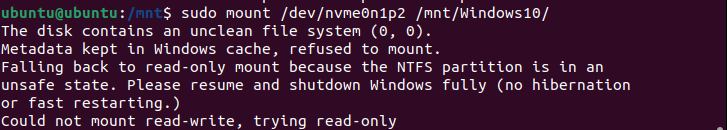 ubuntu@ubuntu:/mnt$ sudo mount /dev/nvme0n1p2 /mnt/Windows10/
The disk contains an unclean file system (0, 0).
Metadata kept in Windows cache, refused to mount.
Falling back to read-only mount because the NTFS partition is in an
unsafe state. Please resume and shutdown Windows fully (no hibernation
or fast restarting.)
Could not mount read-write, trying read-only